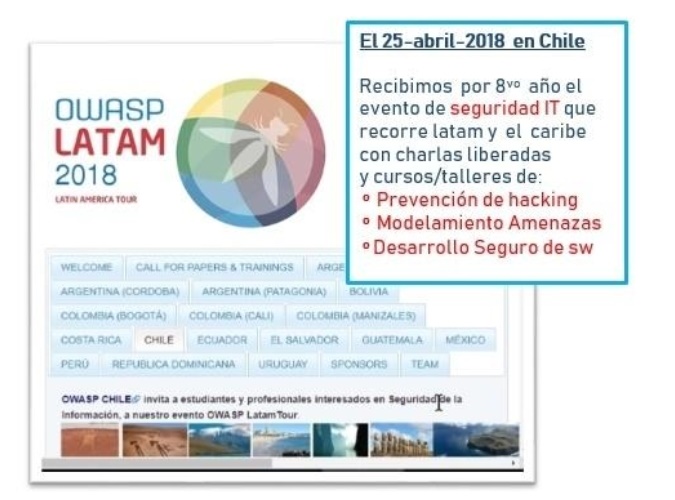 El 25-abril-2018 en Chile
Recibimos por 8vo año el
evento de seguridad IT que
recorre latam y el caribe
con charlas liberadas
y cursos/talleres de:
° Prevención de hacking
° Modelamiento Amenazas
° Desarrollo Seguro de sw
OWASP
LATAM
2018
LATIN AMERICA TOUR
WELCOME CALL FOR PAPERS & TRAININGS ARGE
ARGENTINA (CORDOBA) ARGENTINA (PATAGONIA) BOLIVIA
COLOMBIA (BOGOTÁ) COLOMBIA (CALI) COLOMBIA (MANIZALES)
COSTA RICA CHILE ECUADOR EL SALVADOR GUATEMALA MÉXICO
PERÚ REPUBLICA DOMINICANA URUGUAY SPONSORS TEAM
OWASP CHILE invita a estudiantes y profesionales interesados en Seguridad de la
Información, a nuestro evento OWASP LatamTour